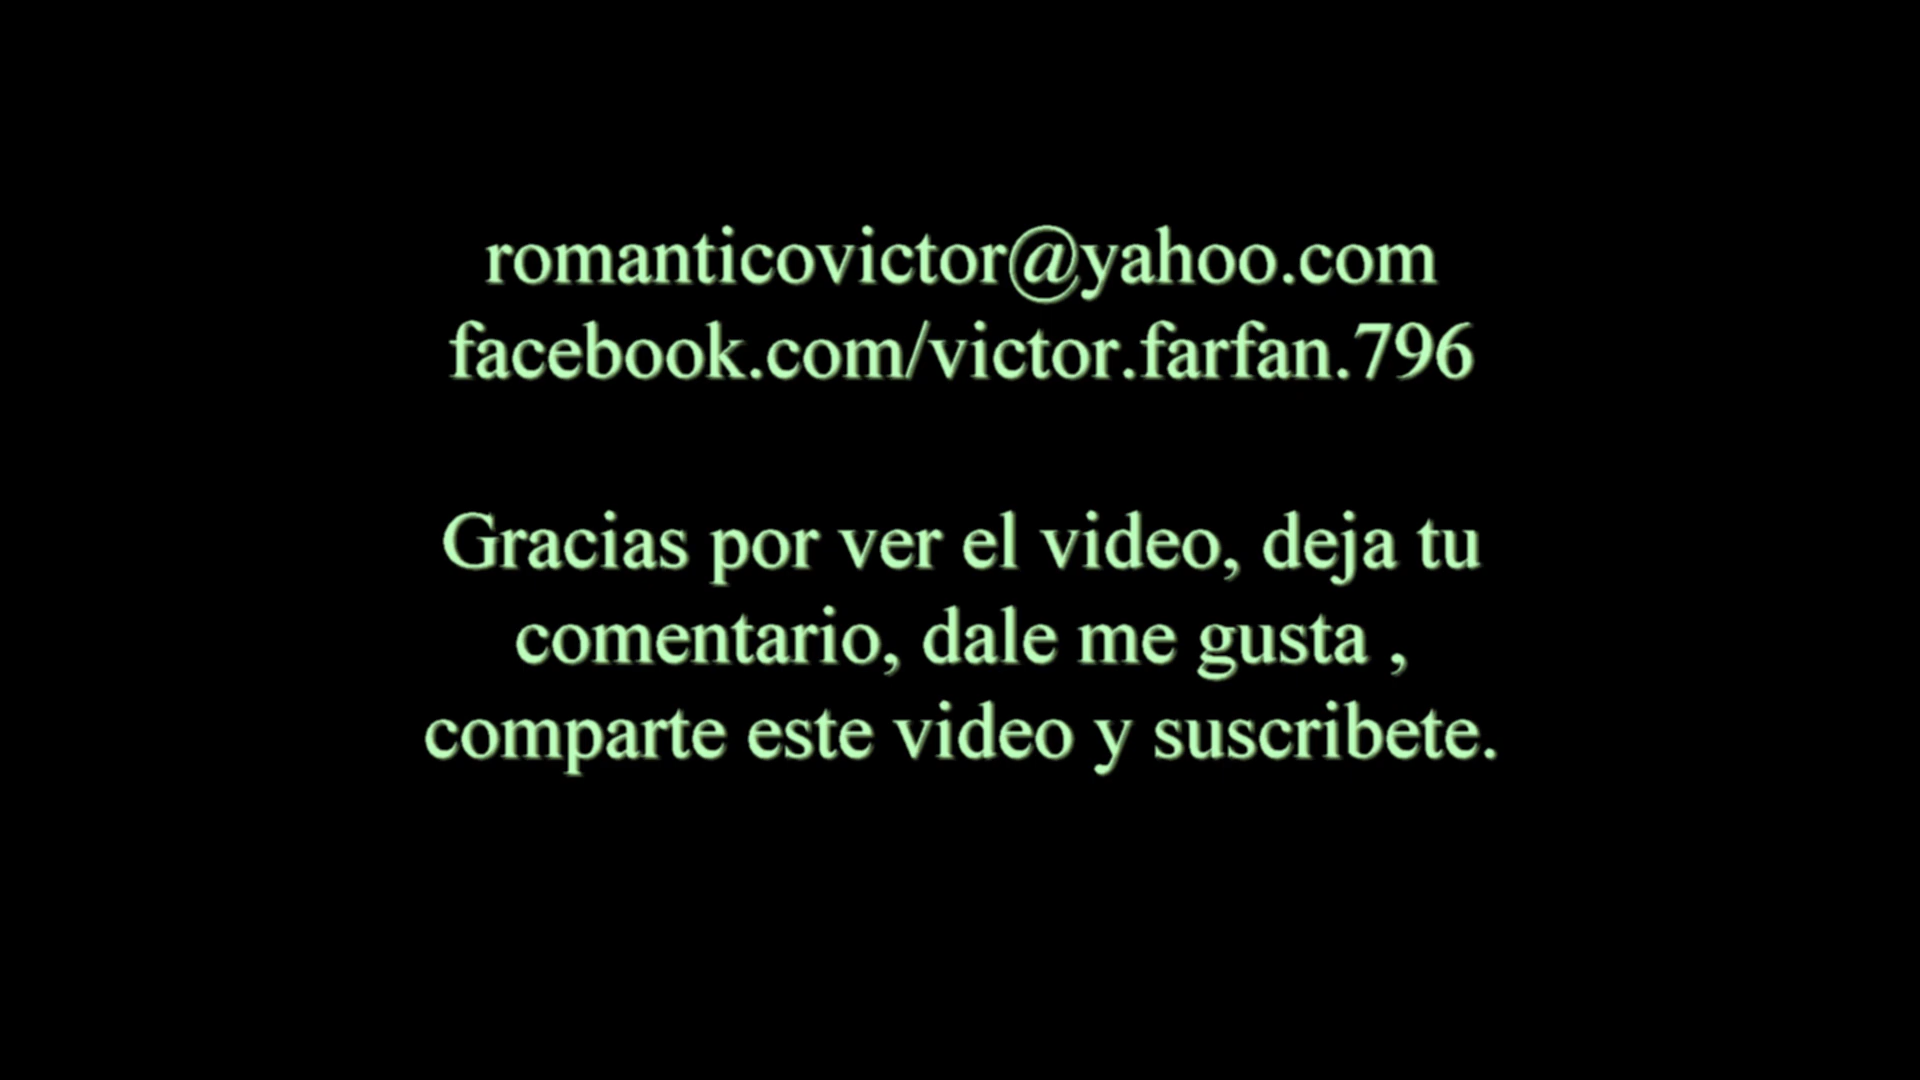 romanticovictor@yahoo.com
facebook.com/victor.farfan.796
Gracias por ver el video, deja tu
comentario, dale me gusta ,
comparte este video y suscribete.